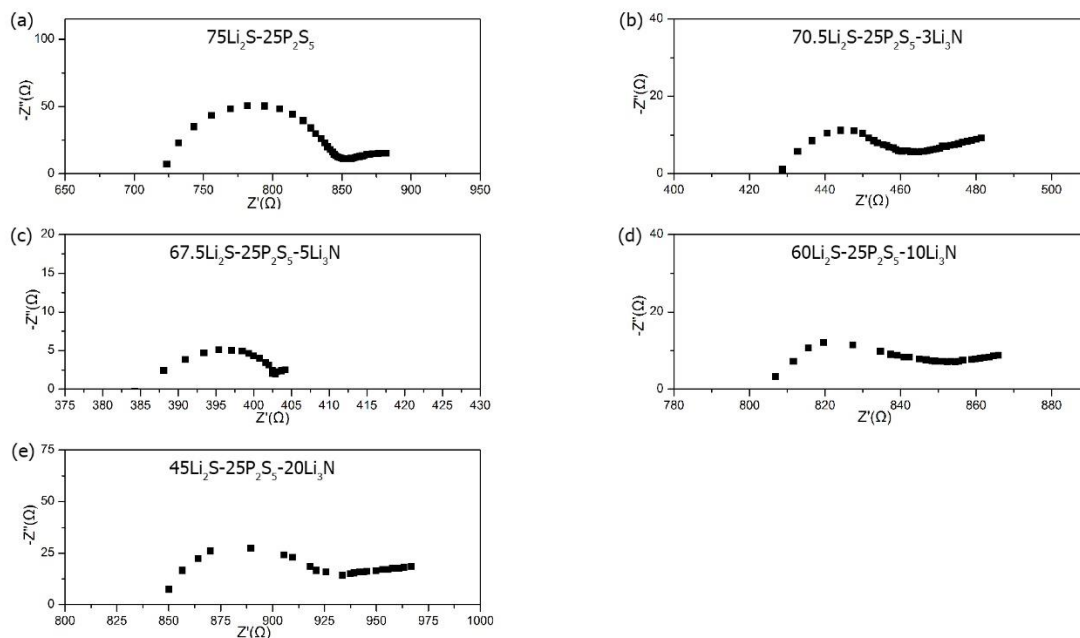 (a)
75Li₂S-25P₂S₅
-Z"(Ω)
100
50
0
650 700 750 800 850 900 950
Z'(Ω)
(b)
70.5Li₂S-25P₂S₅-3Li₃N
-Z"(Ω)
40
20
0
400 420 440 460 480 500
Z'(Ω)
(c)
67.5Li₂S-25P₂S₅-5Li₃N
-Z"(Ω)
20
15
10
5
0
375 385 390 395 400 405 415 420 425 430
Z'(Ω)
(d)
60Li₂S-25P₂S₅-10Li₃N
-Z"(Ω)
40
20
0
780 800 820 840 860 880
Z'(Ω)
(e)
45Li₂S-25P₂S₅-20Li₃N
-Z"(Ω)
75
50
25
0
800 825 850 875 900 925 950 975 1000
Z'(Ω)